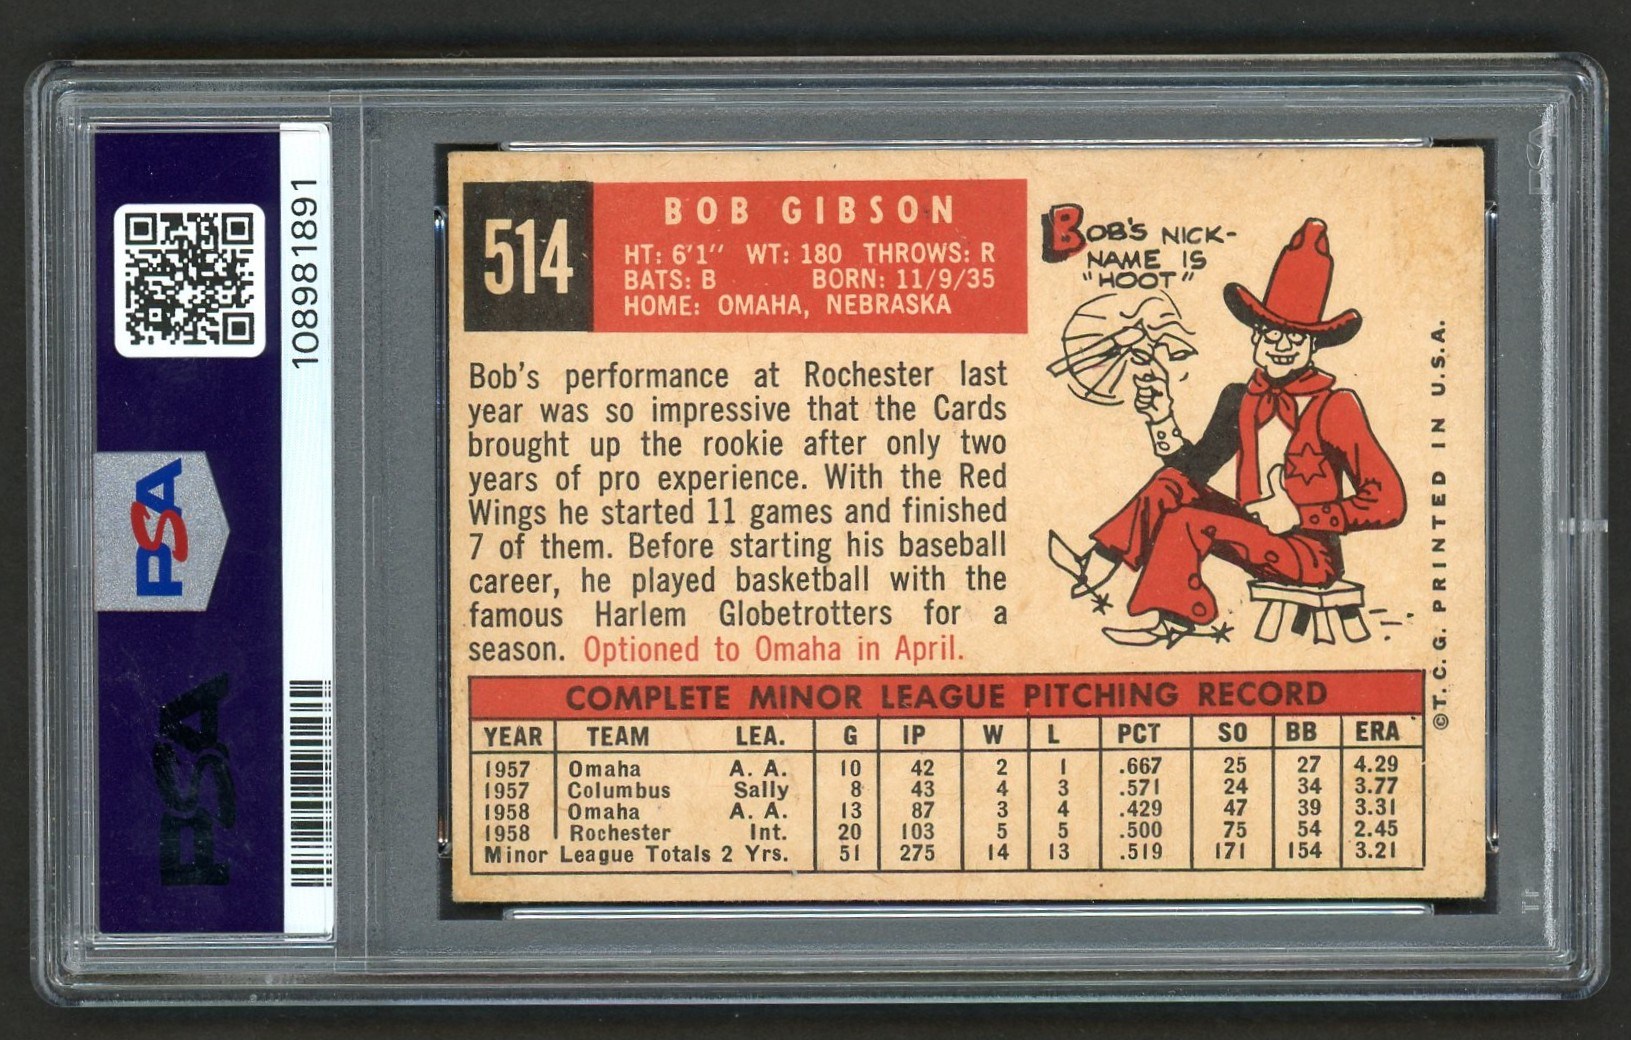 PSA
108981891
PSA
514
BOB GIBSON
HT: 6'1" WT: 180 THROWS: R
BATS: B BORN: 11/9/35
HOME: OMAHA, NEBRASKA
BOB'S NICK-
NAME IS
"HOOT"
Bob's performance at Rochester last
year was so impressive that the Cards
brought up the rookie after only two
years of pro experience. With the Red
Wings he started 11 games and finished
7 of them. Before starting his baseball
career, he played basketball with the
famous Harlem Globetrotters for a
season. Optioned to Omaha in April.
COMPLETE MINOR LEAGUE PITCHING RECORD
YEAR TEAM LEA. G IP W L PCT SO BB ERA
1957 Omaha A. A. 10 42 2 1 .667 25 27 4.29
1957 Columbus Sally 8 43 4 3 .571 24 34 3.77
1958 Omaha A. A. 13 87 3 4 .429 47 39 3.31
1958 Rochester Int. 20 103 5 5 .500 75 54 2.45
Minor League Totals 2 Yrs. 51 275 14 13 .519 171 154 3.21
©T. C. G. PRINTED IN U.S.A.
PSA